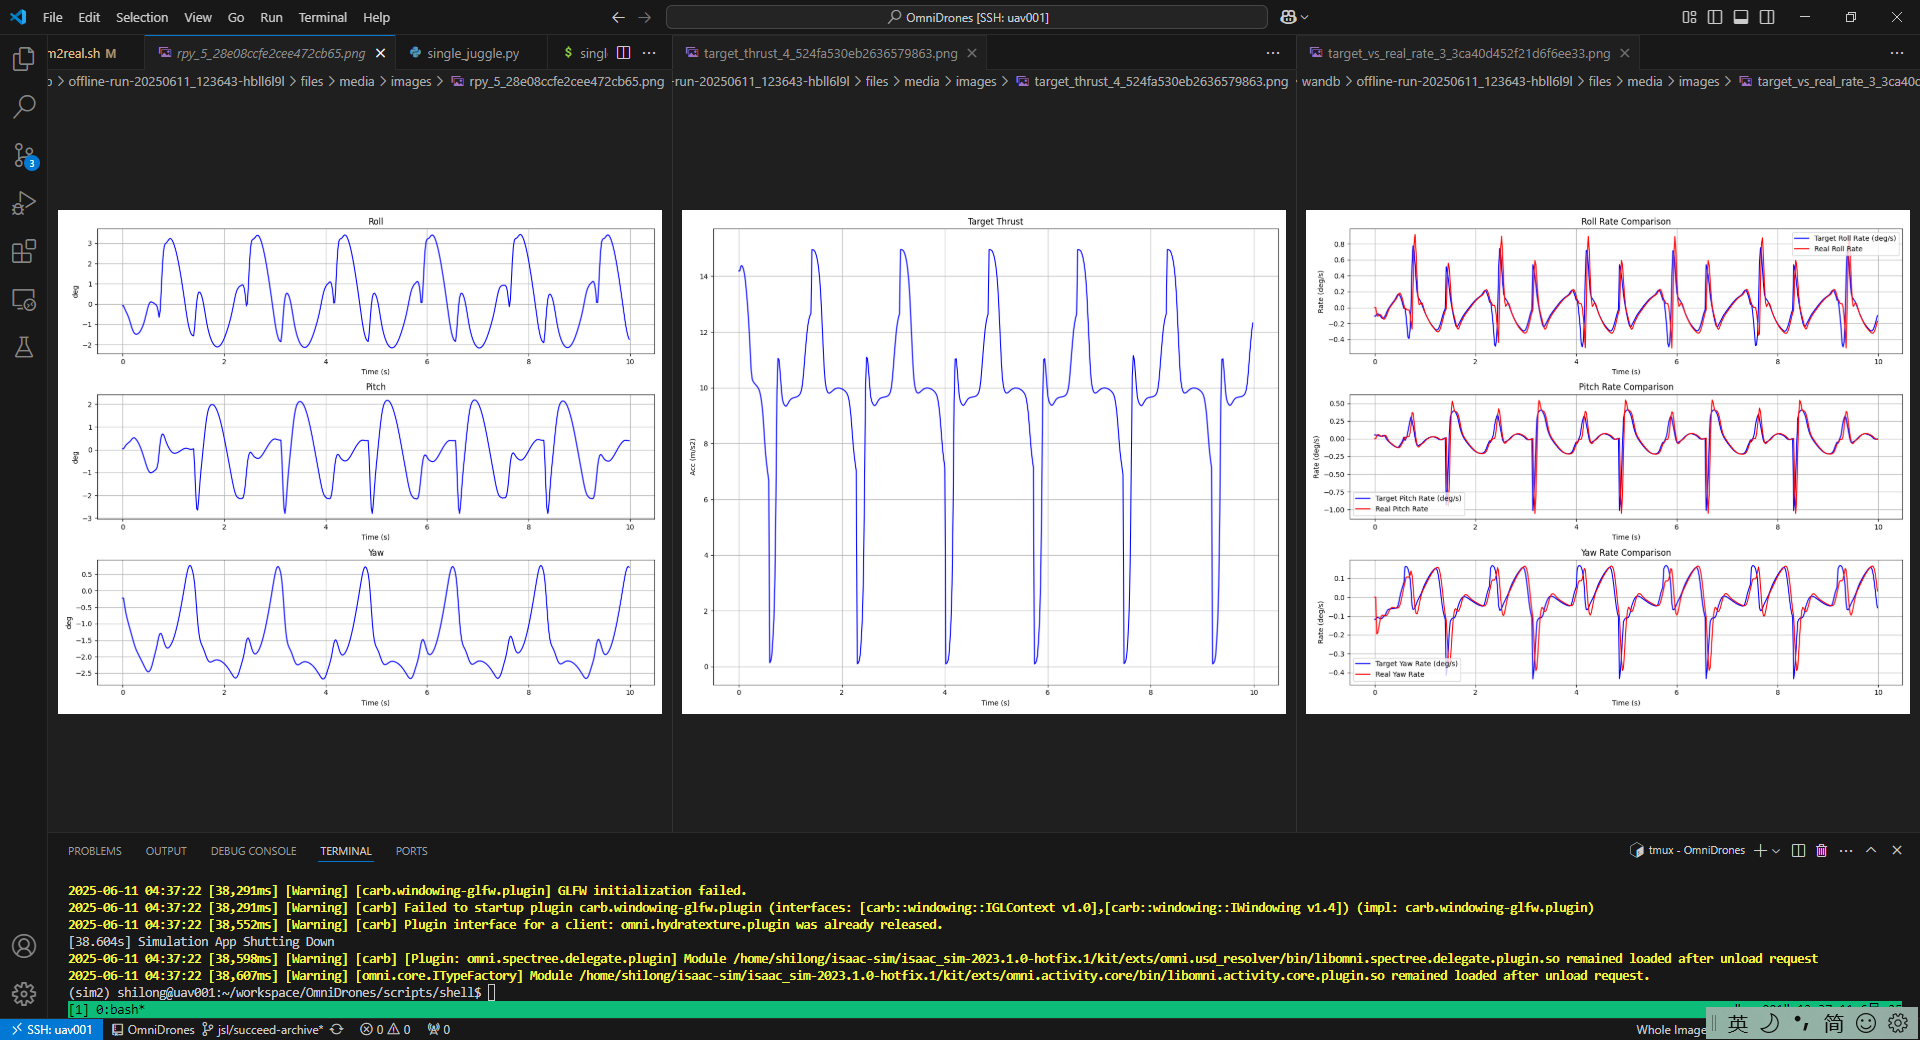 File Edit Selection View Go Run Terminal Help
OmniDrones [SSH: uav001]
m2real.sh M
rpy_5_28e08ccfe2cee472cb65.png
single_juggle.py
$ singl
target_thrust_4_524fa530eb2636579863.png
target_vs_real_rate_3_3ca40d452f21d6f6ee33.png
b > offline-run-20250611_123643-hbll6l9l > files > media > images > rpy_5_28e08ccfe2cee472cb65.png
-run-20250611_123643-hbll6l9l > files > media > images > target_thrust_4_524fa530eb2636579863.png
wandb > offline-run-20250611_123643-hbll6l9l > files > media > images > target_vs_real_rate_3_3ca40d
3
Roll
deg
3
2
1
0
−1
−2
0 2 4 6 8 10
Time (s)
Pitch
deg
2
1
0
−1
−2
−3
0 2 4 6 8 10
Time (s)
Yaw
deg
0.5
0.0
−0.5
−1.0
−1.5
−2.0
−2.5
0 2 4 6 8 10
Time (s)
Target Thrust
Acc (m/s2)
14
12
10
8
6
4
2
0
0 2 4 6 8 10
Time (s)
Roll Rate Comparison
Target Roll Rate (deg/s)
Real Roll Rate
Rate (deg/s)
0.8
0.6
0.4
0.2
0.0
−0.2
−0.4
0 2 4 6 8 10
Time (s)
Pitch Rate Comparison
Rate (deg/s)
0.50
0.25
0.00
−0.25
−0.50
−0.75
−1.00
Target Pitch Rate (deg/s)
Real Pitch Rate
0 2 4 6 8 10
Time (s)
Yaw Rate Comparison
Rate (deg/s)
0.1
0.0
−0.1
−0.2
−0.3
−0.4
Target Yaw Rate (deg/s)
Real Yaw Rate
0 2 4 6 8 10
Time (s)
PROBLEMS OUTPUT DEBUG CONSOLE TERMINAL PORTS
tmux - OmniDrones
2025-06-11 04:37:22 [38,291ms] [Warning] [carb.windowing-glfw.plugin] GLFW initialization failed.
2025-06-11 04:37:22 [38,291ms] [Warning] [carb] Failed to startup plugin carb.windowing-glfw.plugin (interfaces: [carb::windowing::IGLContext v1.0],[carb::windowing::IWindowing v1.4]) (impl: carb.windowing-glfw.plugin)
2025-06-11 04:37:22 [38,552ms] [Warning] [carb] Plugin interface for a client: omni.hydratexture.plugin was already released.
[38.604s] Simulation App Shutting Down
2025-06-11 04:37:22 [38,598ms] [Warning] [carb] [Plugin: omni.spectree.delegate.plugin] Module /home/shilong/isaac-sim/isaac_sim-2023.1.0-hotfix.1/kit/exts/omni.usd_resolver/bin/libomni.spectree.delegate.plugin.so remained loaded after unload request
2025-06-11 04:37:22 [38,607ms] [Warning] [omni.core.ITypeFactory] Module /home/shilong/isaac-sim/isaac_sim-2023.1.0-hotfix.1/kit/exts/omni.activity.core/bin/libomni.activity.core.plugin.so remained loaded after unload request.
(sim2) shilong@uav001:~/workspace/OmniDrones/scripts/shell$
[1] 0:bash*
SSH: uav001 OmniDrones jsl/succeed-archive* 0 0 0
Whole Image
英 简